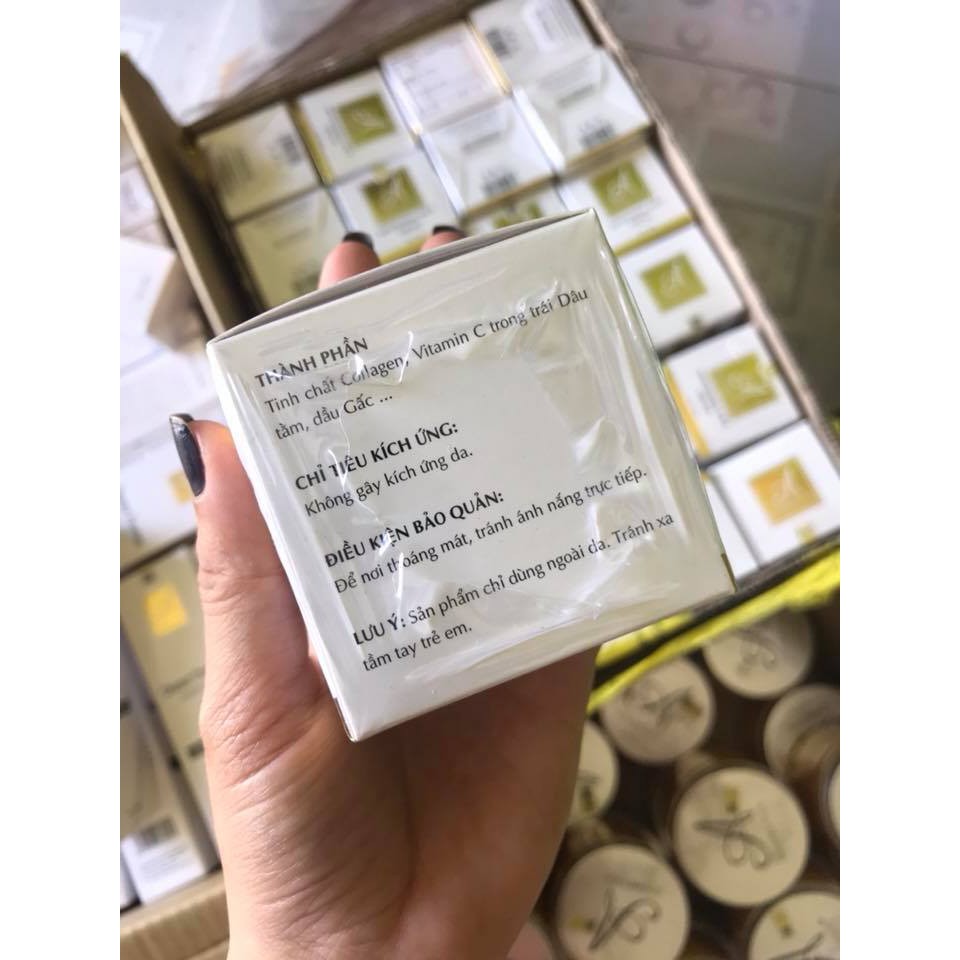 THÀNH PHẦN
Tinh chất Collagen, Vitamin C trong trái Dâu
tằm, dầu Gấc ...
CHỈ TIÊU KÍCH ỨNG:
Không gây kích ứng da.
ĐIỀU KIỆN BẢO QUẢN:
Để nơi thoáng mát, tránh ánh nắng trực tiếp.
LƯU Ý: Sản phẩm chỉ dùng ngoài da. Tránh xa
tầm tay trẻ em.